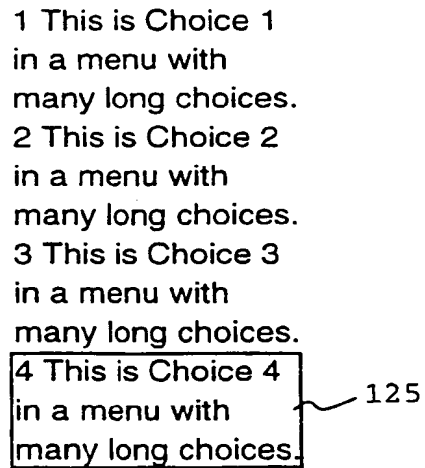 1 This is Choice 1
in a menu with
many long choices.
2 This is Choice 2
in a menu with
many long choices.
3 This is Choice 3
in a menu with
many long choices.
4 This is Choice 4
in a menu with
many long choices.
125